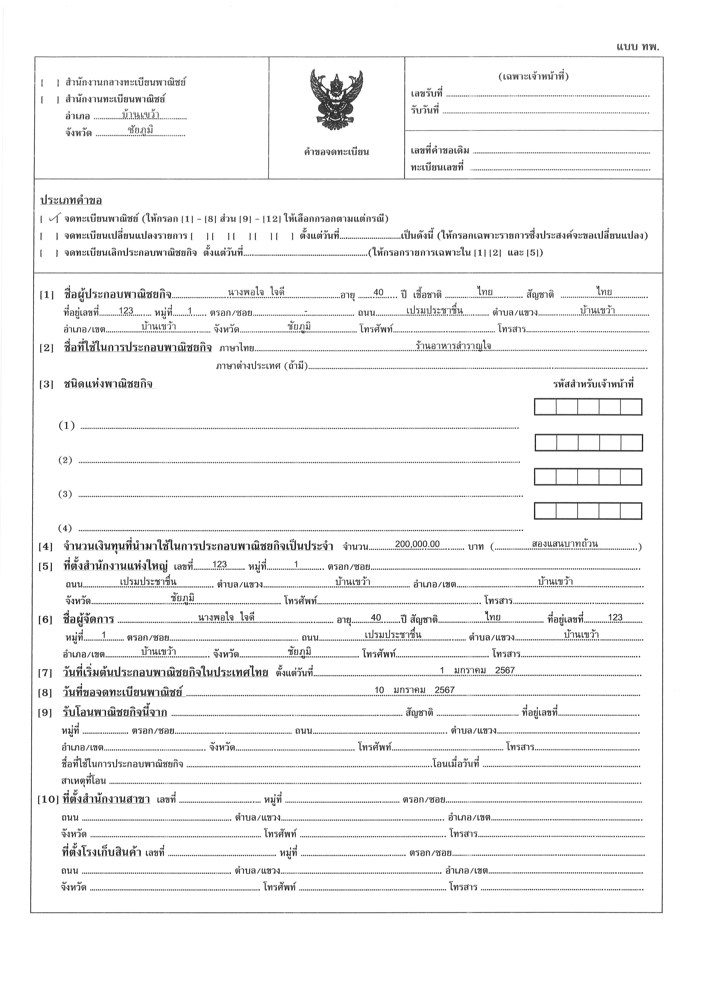 แบบ ทพ.
[ ] สำนักงานกลางทะเบียนพาณิชย์
[ ] สำนักงานทะเบียนพาณิชย์
อำเภอ ........ บ้านเขว้า ........
จังหวัด ........ ชัยภูมิ ........
คำขอจดทะเบียน
(เฉพาะเจ้าหน้าที่)
เลขรับที่ ........
รับวันที่ ........
เลขที่คำขอเดิม ........
ทะเบียนเลขที่ ........
ประเภทคำขอ
[ ✓ ] จดทะเบียนพาณิชย์ (ให้กรอก [1] - [8] ส่วน [9] - [12] ให้เลือกกรอกตามแต่กรณี)
[ ] จดทะเบียนเปลี่ยนแปลงรายการ [ ] [ ] [ ] [ ] [ ] ตั้งแต่วันที่........เป็นดังนี้ (ให้กรอกเฉพาะรายการซึ่งประสงค์จะขอเปลี่ยนแปลง)
[ ] จดทะเบียนเลิกประกอบพาณิชยกิจ ตั้งแต่วันที่........(ให้กรอกรายการเฉพาะใน [1] [2] และ [5])
[1] ชื่อผู้ประกอบพาณิชยกิจ........นางพอใจ ใจดี........อายุ ........40........ ปี เชื้อชาติ ........ไทย........ สัญชาติ ........ไทย........
ที่อยู่เลขที่........123........ หมู่ที่........1........ ตรอก/ซอย........-........ ถนน........เปรมประชาชื่น........ ตำบล/แขวง........บ้านเขว้า........
อำเภอ/เขต........บ้านเขว้า........ จังหวัด........ชัยภูมิ........ โทรศัพท์........ โทรสาร........
[2] ชื่อที่ใช้ในการประกอบพาณิชยกิจ ภาษาไทย........ร้านอาหารสำราญใจ........
ภาษาต่างประเทศ (ถ้ามี)........
[3] ชนิดแห่งพาณิชยกิจ รหัสสำหรับเจ้าหน้าที่
(1) ........
(2) ........
(3) ........
(4) ........
[4] จำนวนเงินทุนที่นำมาใช้ในการประกอบพาณิชยกิจเป็นประจำ จำนวน........200,000.00........ บาท (........สองแสนบาทถ้วน........)
[5] ที่ตั้งสำนักงานแห่งใหญ่ เลขที่........123........ หมู่ที่........1........ ตรอก/ซอย........
ถนน........เปรมประชาชื่น........ ตำบล/แขวง........บ้านเขว้า........ อำเภอ/เขต........บ้านเขว้า........
จังหวัด........ชัยภูมิ........ โทรศัพท์........ โทรสาร........
[6] ชื่อผู้จัดการ ........นางพอใจ ใจดี........ อายุ........40........ปี สัญชาติ........ไทย........ ที่อยู่เลขที่........123........
หมู่ที่........1........ ตรอก/ซอย........ ถนน........เปรมประชาชื่น........ ตำบล/แขวง........บ้านเขว้า........
อำเภอ/เขต........บ้านเขว้า........ จังหวัด........ชัยภูมิ........ โทรศัพท์........ โทรสาร........
[7] วันที่เริ่มต้นประกอบพาณิชยกิจในประเทศไทย ตั้งแต่วันที่........1 มกราคม 2567........
[8] วันที่ขอจดทะเบียนพาณิชย์ ........10 มกราคม 2567........
[9] รับโอนพาณิชยกิจนี้จาก ........ สัญชาติ ........ ที่อยู่เลขที่........
หมู่ที่ ........ ตรอก/ซอย........ ถนน........ ตำบล/แขวง........
อำเภอ/เขต........ จังหวัด........ โทรศัพท์........ โทรสาร........
ชื่อที่ใช้ในการประกอบพาณิชยกิจ ........โอนเมื่อวันที่ ........
สาเหตุที่โอน ........
[10] ที่ตั้งสำนักงานสาขา เลขที่ ........ หมู่ที่ ........ ตรอก/ซอย........
ถนน ........ ตำบล/แขวง........ อำเภอ/เขต........
จังหวัด ........ โทรศัพท์ ........ โทรสาร........
ที่ตั้งโรงเก็บสินค้า เลขที่ ........ หมู่ที่ ........ ตรอก/ซอย........
ถนน ........ ตำบล/แขวง........ อำเภอ/เขต........
จังหวัด ........ โทรศัพท์ ........ โทรสาร ........